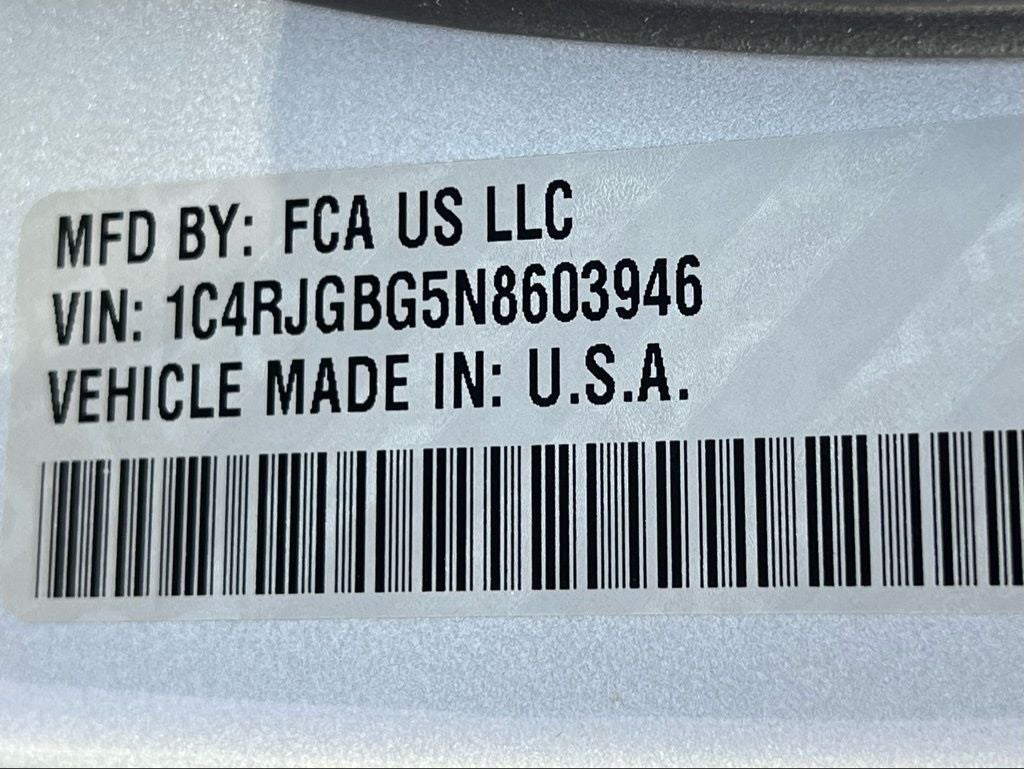 MFD BY: FCA US LLC
VIN: 1C4RJGBG5N8603946
VEHICLE MADE IN: U.S.A.